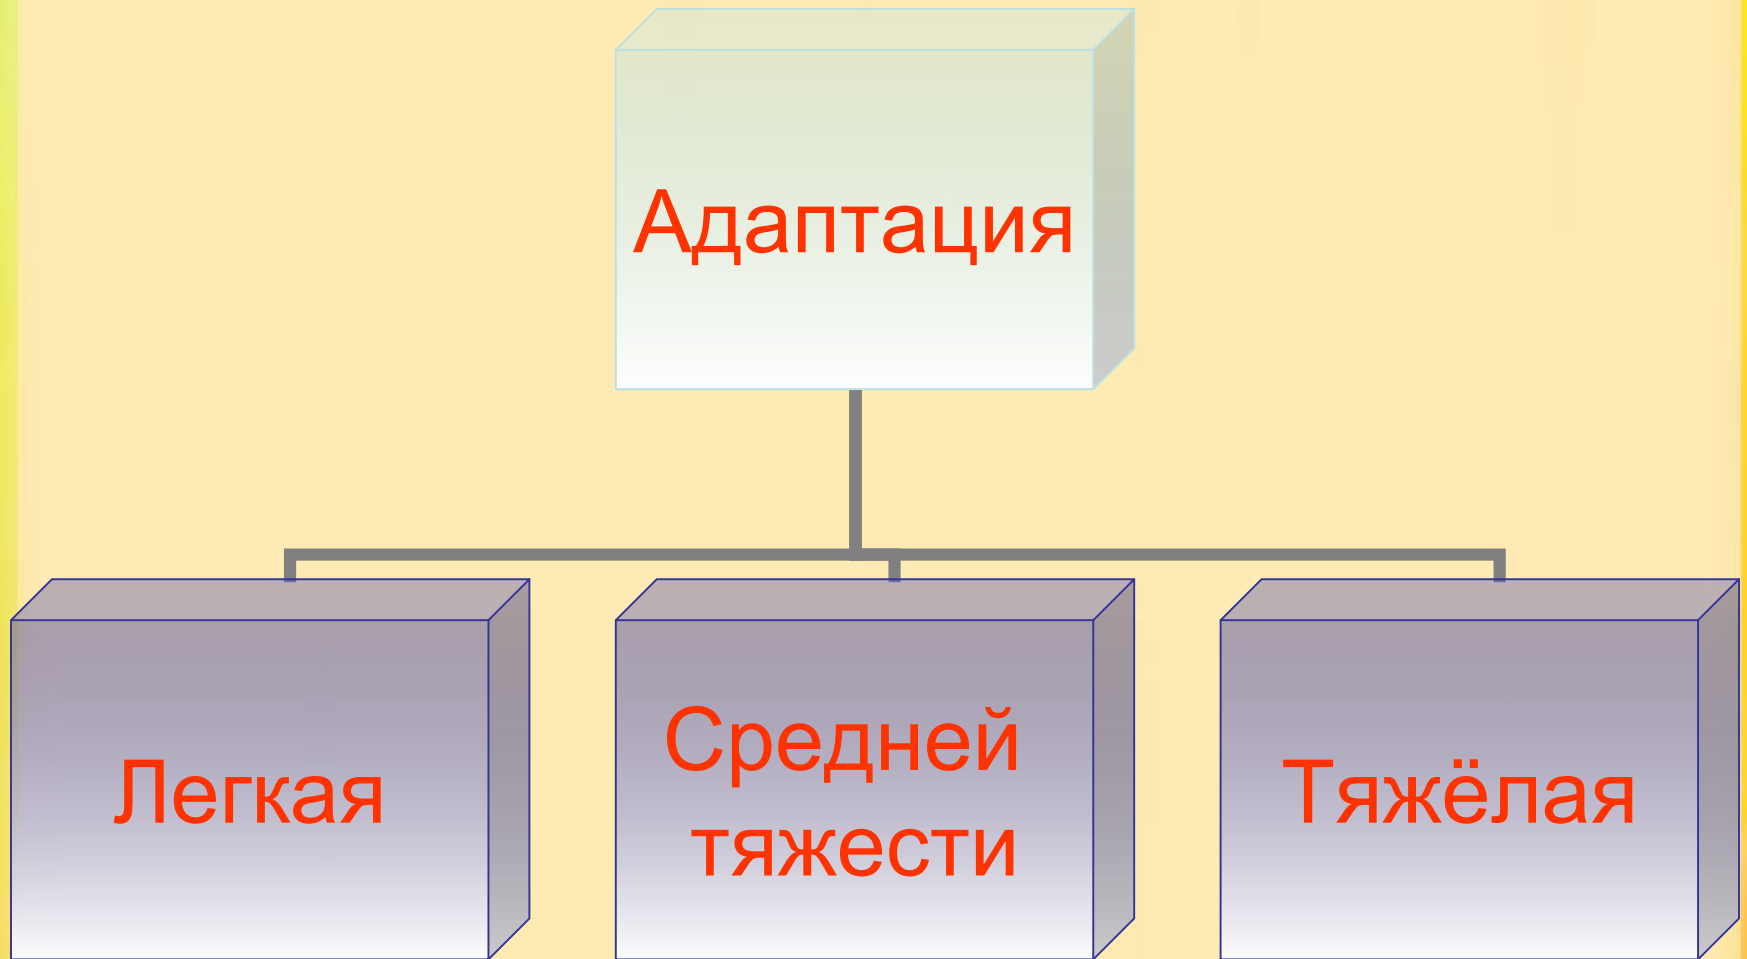 Адаптация
Легкая
Средней
тяжести
Тяжёлая